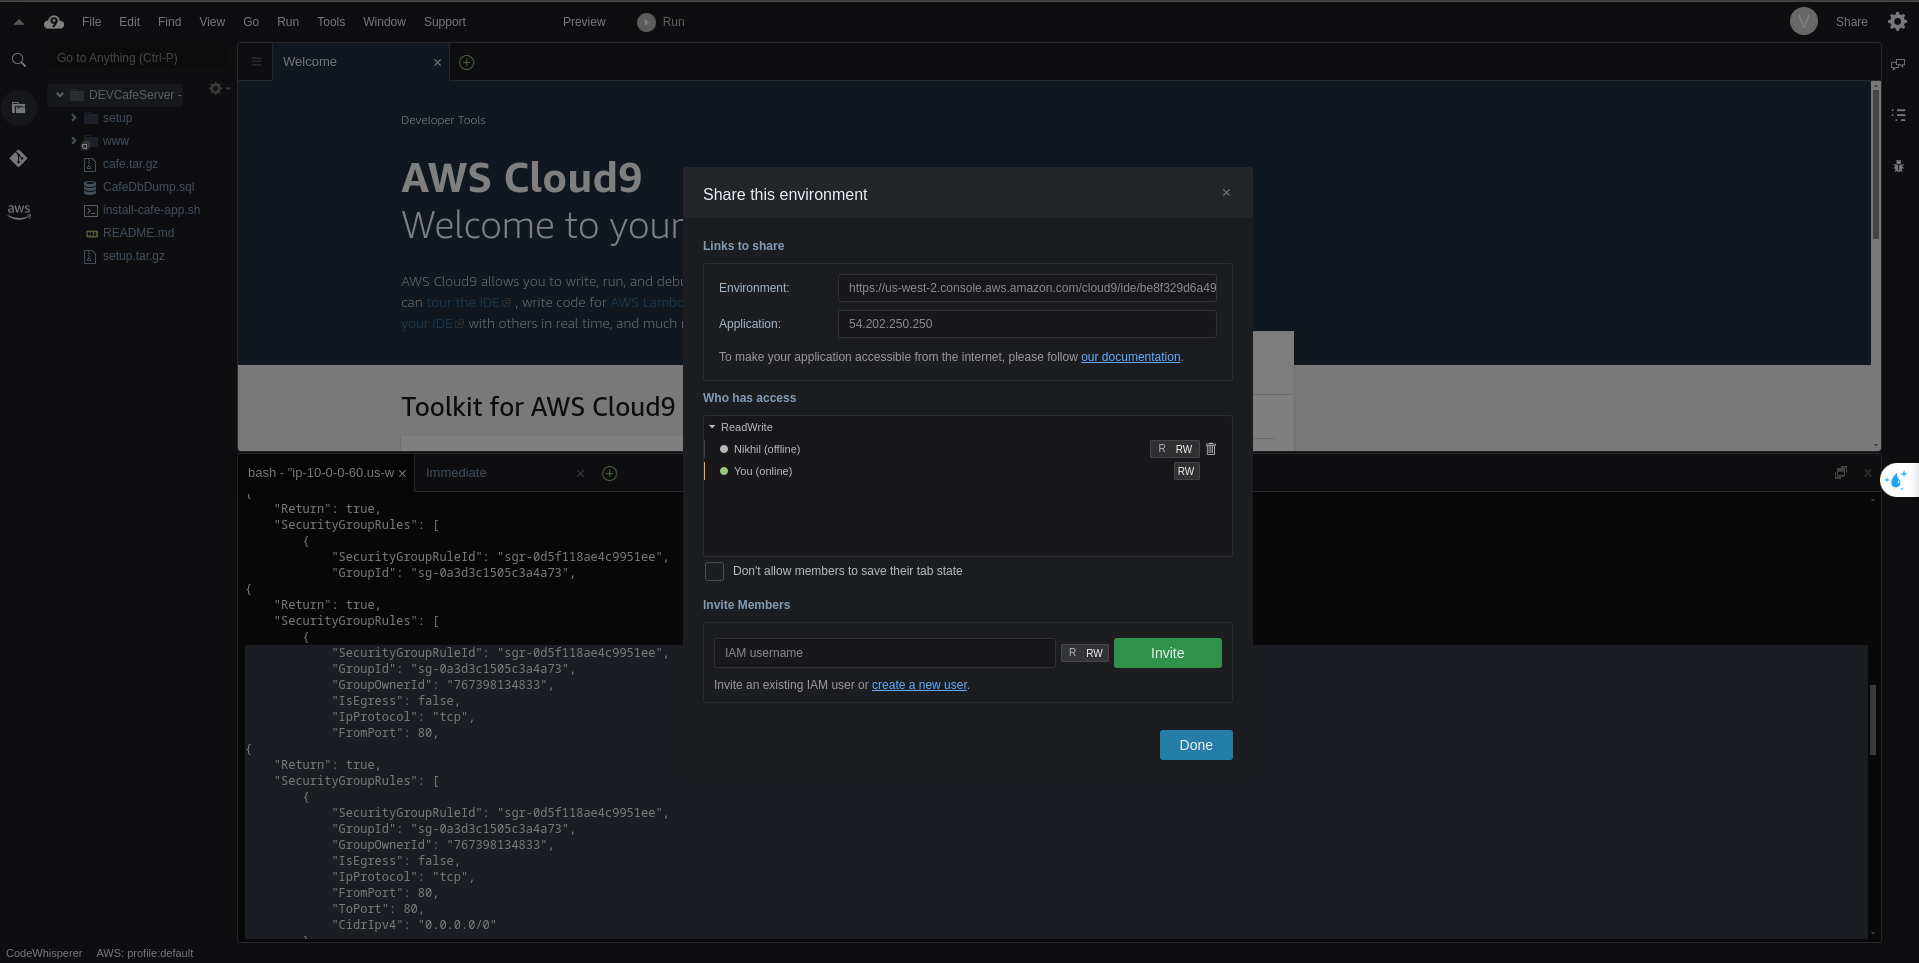 File Edit Find View Go Run Tools Window Support Preview Run V Share
Go to Anything (Ctrl-P)
DEVCafeServer -
setup
www
cafe.tar.gz
CafeDbDump.sql
install-cafe-app.sh
README.md
setup.tar.gz
aws
Welcome
Developer Tools
AWS Cloud9
Welcome to your
AWS Cloud9 allows you to write, run, and debu
can tour the IDE , write code for AWS Lambd
your IDE with others in real time, and much
Toolkit for AWS Cloud9
Share this environment
Links to share
Environment: https://us-west-2.console.aws.amazon.com/cloud9/ide/be8f329d6a49
Application: 54.202.250.250
To make your application accessible from the internet, please follow our documentation.
Who has access
ReadWrite
Nikhil (offline) R RW
You (online) RW
Don't allow members to save their tab state
Invite Members
IAM username R RW Invite
Invite an existing IAM user or create a new user.
Done
bash - "ip-10-0-0-60.us-w Immediate
{
"Return": true,
"SecurityGroupRules": [
{
"SecurityGroupRuleId": "sgr-0d5f118ae4c9951ee",
"GroupId": "sg-0a3d3c1505c3a4a73",
{
"Return": true,
"SecurityGroupRules": [
{
"SecurityGroupRuleId": "sgr-0d5f118ae4c9951ee",
"GroupId": "sg-0a3d3c1505c3a4a73",
"GroupOwnerId": "767398134833",
"IsEgress": false,
"IpProtocol": "tcp",
"FromPort": 80,
{
"Return": true,
"SecurityGroupRules": [
{
"SecurityGroupRuleId": "sgr-0d5f118ae4c9951ee",
"GroupId": "sg-0a3d3c1505c3a4a73",
"GroupOwnerId": "767398134833",
"IsEgress": false,
"IpProtocol": "tcp",
"FromPort": 80,
"ToPort": 80,
"CidrIpv4": "0.0.0.0/0"
CodeWhisperer AWS: profile:default